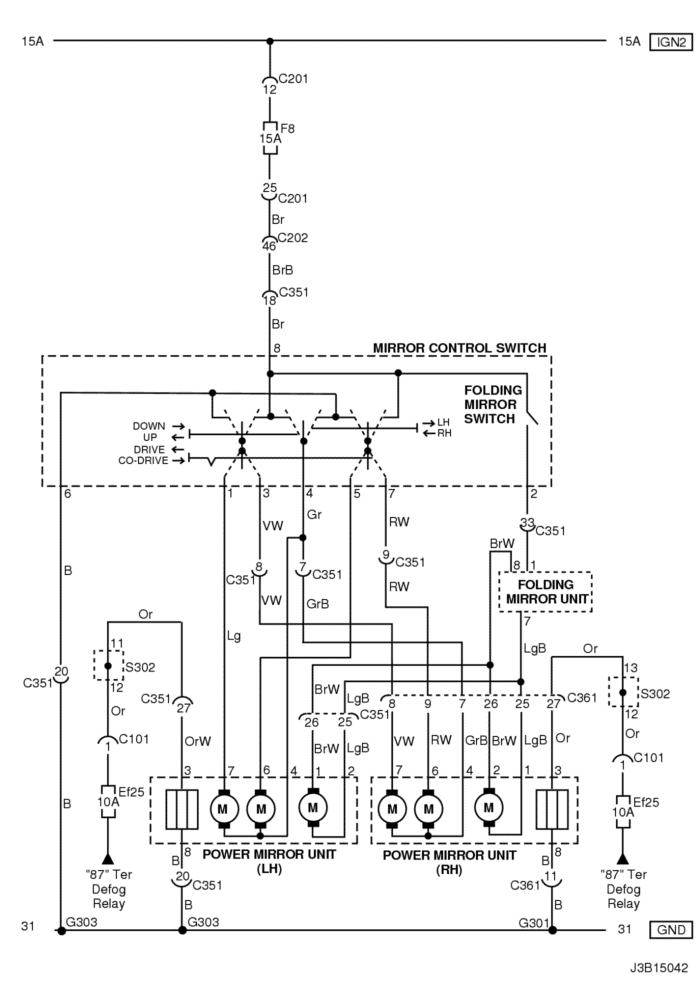 15A 15A IGN2
C201
12
F8
15A
25
C201
Br
C202
46
BrB
C351
18
Br
8
MIRROR CONTROL SWITCH
FOLDING
MIRROR
SWITCH
DOWN
UP
DRIVE
CO-DRIVE
LH
RH
6 1 3 4 5 7 2
Gr
VW
RW
33
C351
BrW
8 1
FOLDING
MIRROR UNIT
7
B
8
C351
7
C351
9
C351
VW
GrB
RW
Lg
LgB
Or
11
S302
12
20
C351
Or
C351
27
C101
1
OrW
BrW
LgB
26 25
C351
BrW
LgB
8 9 7 26 25 27
C361
VW
RW
GrB
BrW
LgB
Or
Or
13
S302
12
Or
C101
1
3 7 6 4 1 2
7 6 4 2 1 3
M M M
M M M
Ef25
10A
Ef25
10A
B
POWER MIRROR UNIT
(LH)
POWER MIRROR UNIT
(RH)
8
B
20
C351
B
8
B
11
C361
B
"87" Ter
Defog
Relay
"87" Ter
Defog
Relay
31 G303 G303 G301 31 GND
J3B15042